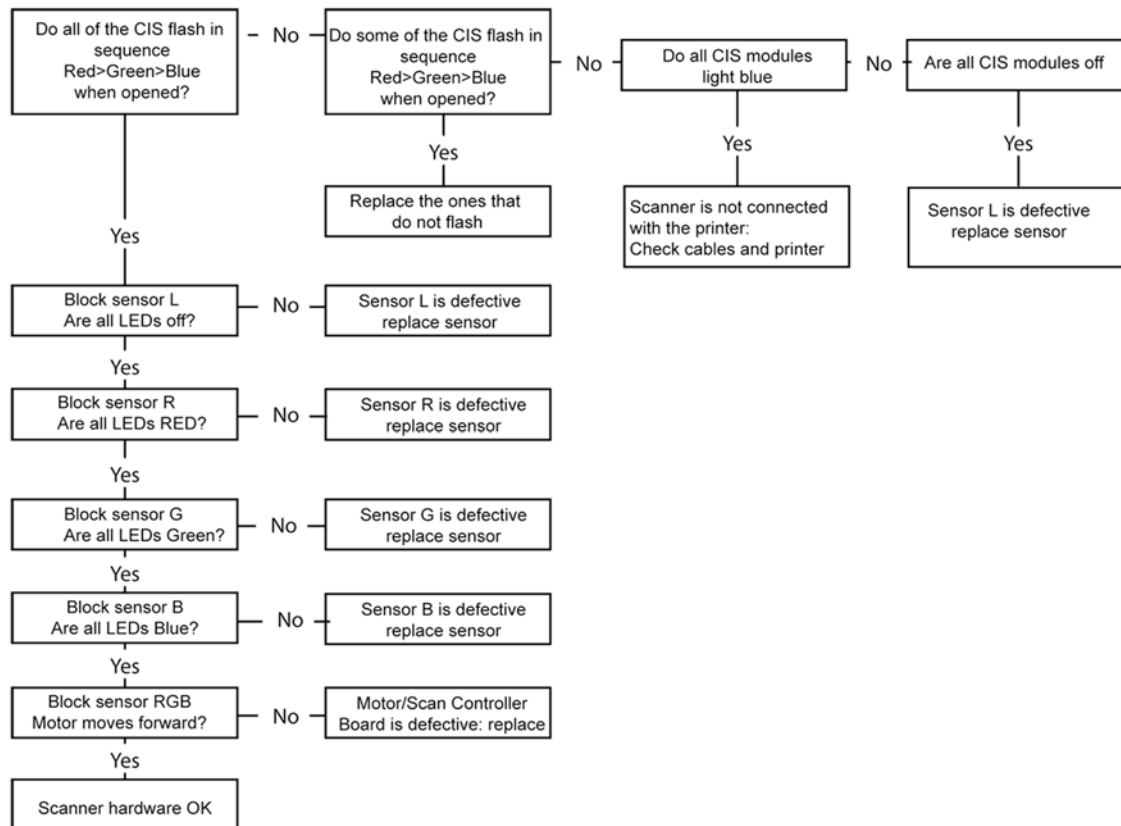 Do all of the CIS flash in
sequence
Red>Green>Blue
when opened?
No
Do some of the CIS flash in
sequence
Red>Green>Blue
when opened?
No
Do all CIS modules
light blue
No
Are all CIS modules off
Yes
Replace the ones that
do not flash
Yes
Scanner is not connected
with the printer:
Check cables and printer
Yes
Sensor L is defective
replace sensor
Yes
Block sensor L
Are all LEDs off?
No
Sensor L is defective
replace sensor
Yes
Block sensor R
Are all LEDs RED?
No
Sensor R is defective
replace sensor
Yes
Block sensor G
Are all LEDs Green?
No
Sensor G is defective
replace sensor
Yes
Block sensor B
Are all LEDs Blue?
No
Sensor B is defective
replace sensor
Yes
Block sensor RGB
Motor moves forward?
No
Motor/Scan Controller
Board is defective: replace
Yes
Scanner hardware OK